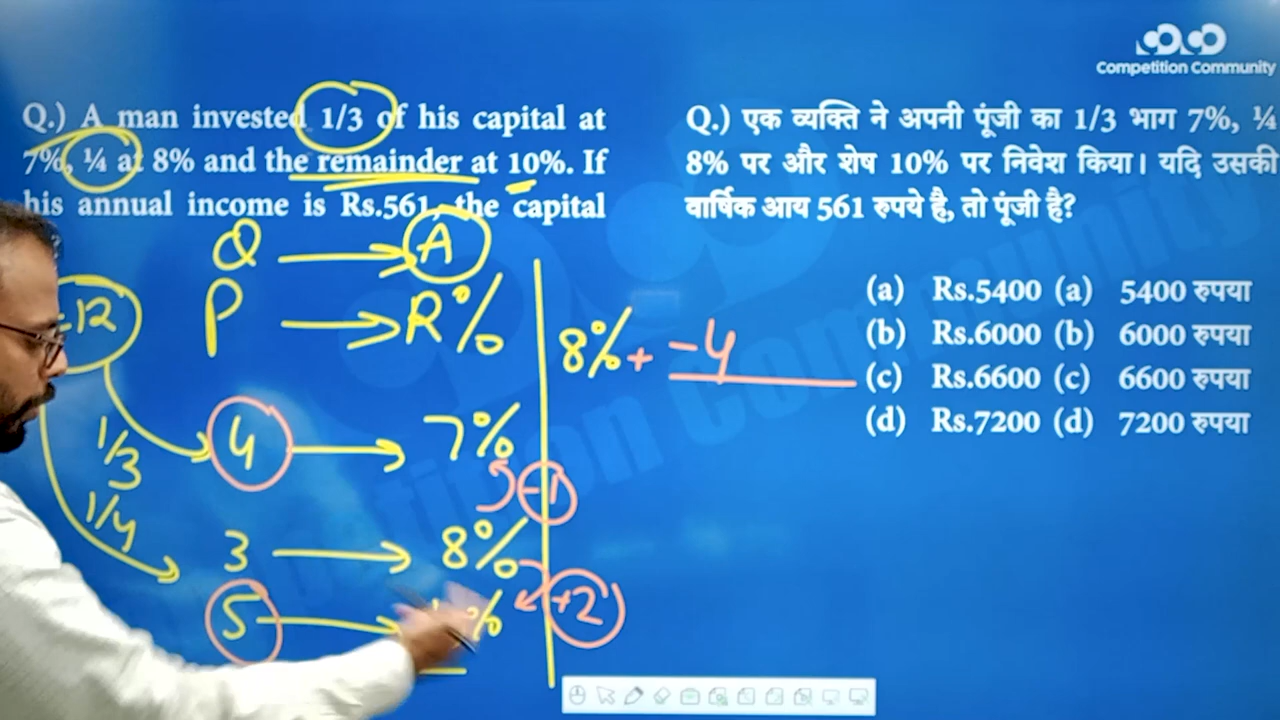 Competition Community
Q.) A man invested 1/3 of his capital at
7%, ¼ at 8% and the remainder at 10%. If
his annual income is Rs.561, the capital
Q.) एक व्यक्ति ने अपनी पूंजी का 1/3 भाग 7%, ¼
8% पर और शेष 10% पर निवेश किया। यदि उसकी
वार्षिक आय 561 रुपये है, तो पूंजी है?
(a) Rs.5400 (a) 5400 रुपया
(b) Rs.6000 (b) 6000 रुपया
(c) Rs.6600 (c) 6600 रुपया
(d) Rs.7200 (d) 7200 रुपया
Q → A
=12
P → R%
8% + -4
4 → 7%
1/3
-1
1/4
3 → 8%
5 →
%
+2